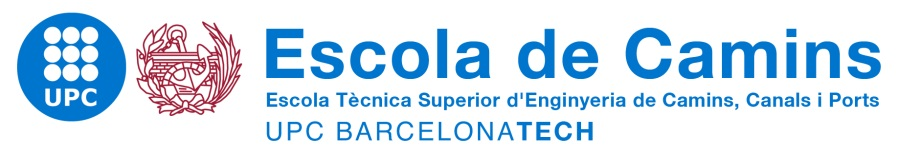 UPC
Escola de Camins
Escola Tècnica Superior d'Enginyeria de Camins, Canals i Ports
UPC BARCELONATECH